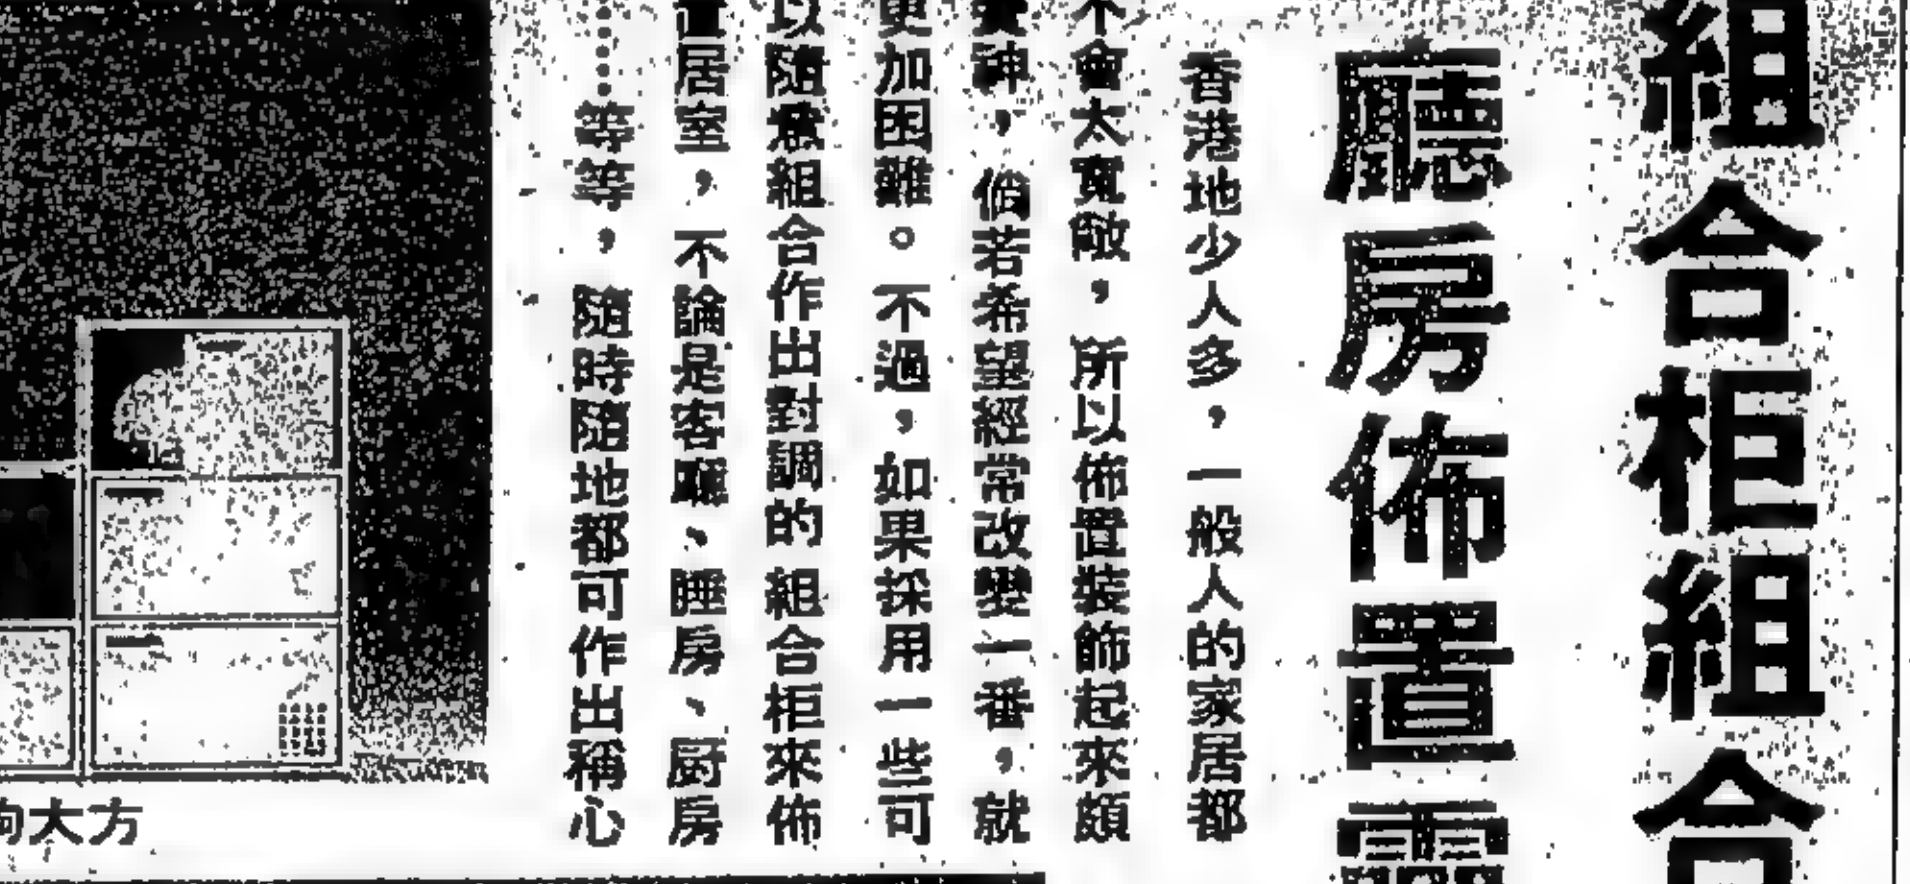 組合柜組合
廳房佈置
香港地少人多，一般人的家居都
不會太寬敞，所以佈置裝飾起來頗
神，倘若希望經常改變一番，就
更加困難。不過，如果採用一些可
以隨意組合作出對調的組合柜來佈
置居室，不論是客廳、睡房、厨房
……等等，隨時隨地都可作出稱心
大方